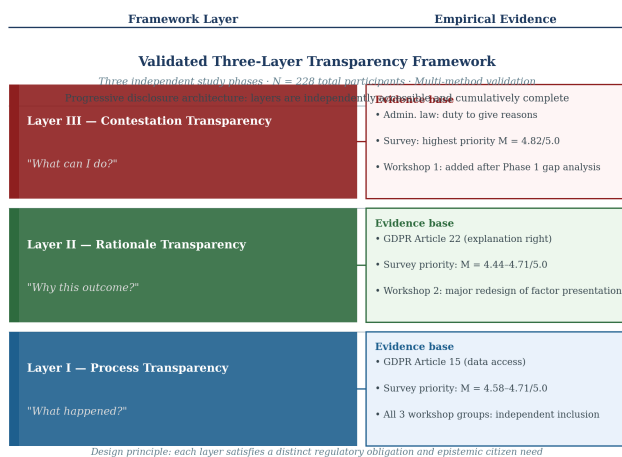 Framework Layer
Empirical Evidence
Validated Three-Layer Transparency Framework
Three independent study phases · N = 228 total participants · Multi-method validation
Progressive disclosure architecture: layers are independently accessible and cumulatively complete
Layer III — Contestation Transparency
"What can I do?"
Evidence base
• Admin. law: duty to give reasons
• Survey: highest priority M = 4.82/5.0
• Workshop 1: added after Phase 1 gap analysis
Layer II — Rationale Transparency
"Why this outcome?"
Evidence base
• GDPR Article 22 (explanation right)
• Survey priority: M = 4.44–4.71/5.0
• Workshop 2: major redesign of factor presentation
Layer I — Process Transparency
"What happened?"
Evidence base
• GDPR Article 15 (data access)
• Survey priority: M = 4.58–4.71/5.0
• All 3 workshop groups: independent inclusion
Design principle: each layer satisfies a distinct regulatory obligation and epistemic citizen need